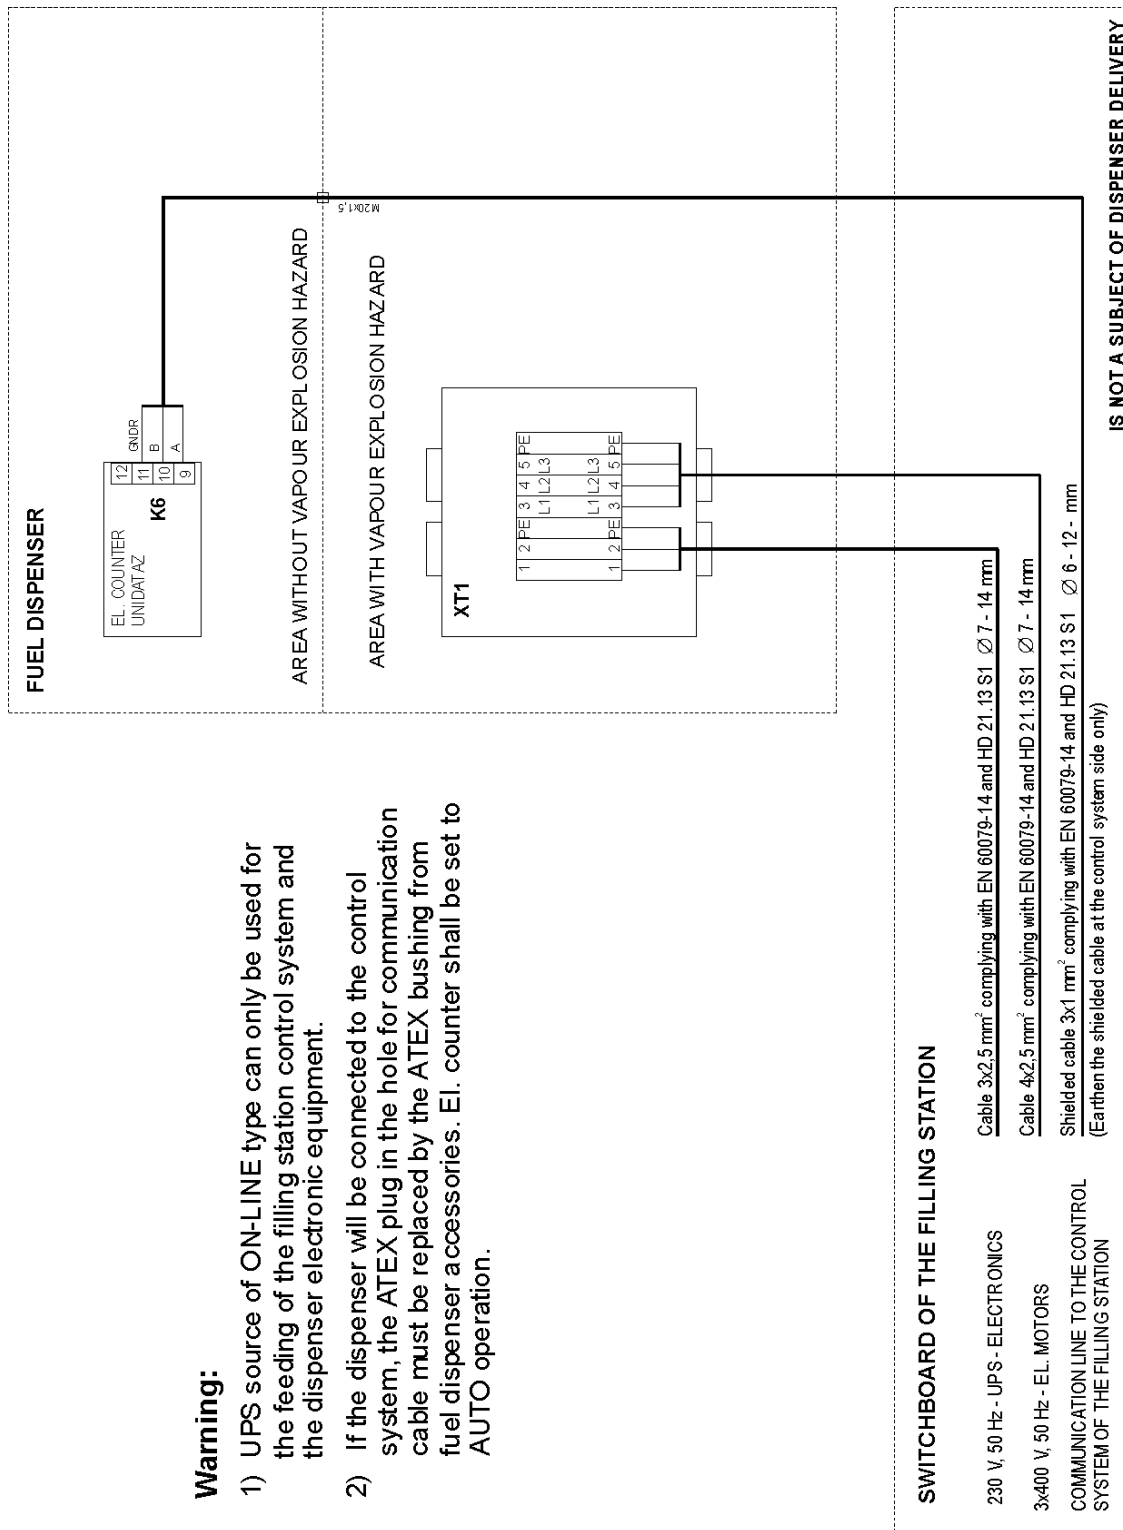 FUEL DISPENSER
EL. COUNTER
UNIDATAZ
K6
12
11
10
9
GNDR
B
A
AREA WITHOUT VAPOUR EXPLOSION HAZARD
M20x1,5
AREA WITH VAPOUR EXPLOSION HAZARD
XT1
1 2 PE 3 4 5 PE
L1 L2 L3
L1 L2 L3
1 2 PE 3 4 5 PE
Warning:
1) UPS source of ON-LINE type can only be used for
the feeding of the filling station control system and
the dispenser electronic equipment.
2) If the dispenser will be connected to the control
system, the ATEX plug in the hole for communication
cable must be replaced by the ATEX bushing from
fuel dispenser accessories. El. counter shall be set to
AUTO operation.
SWITCHBOARD OF THE FILLING STATION
230 V, 50 Hz - UPS - ELECTRONICS
Cable 3x2,5 mm² complying with EN 60079-14 and HD 21.13 S1 ∅ 7 - 14 mm
3x400 V, 50 Hz - EL. MOTORS
Cable 4x2,5 mm² complying with EN 60079-14 and HD 21.13 S1 ∅ 7 - 14 mm
COMMUNICATION LINE TO THE CONTROL
SYSTEM OF THE FILLING STATION
Shielded cable 3x1 mm² complying with EN 60079-14 and HD 21.13 S1 ∅ 6 - 12 - mm
(Earthen the shielded cable at the control system side only)
IS NOT A SUBJECT OF DISPENSER DELIVERY